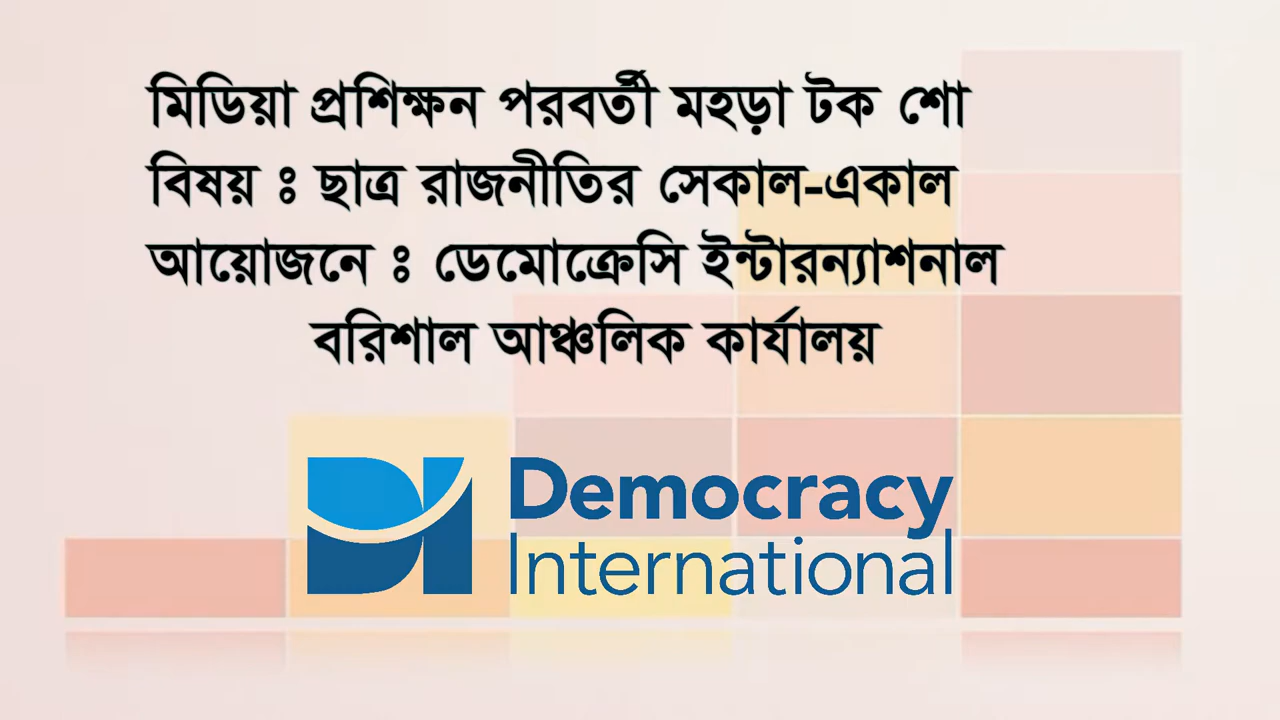 মিডিয়া প্রশিক্ষন পরবর্তী মহড়া টক শো
বিষয় ঃ ছাত্র রাজনীতির সেকাল-একাল
আয়োজনে ঃ ডেমোক্রেসি ইন্টারন্যাশনাল
বরিশাল আঞ্চলিক কার্যালয়
DI
Democracy
International